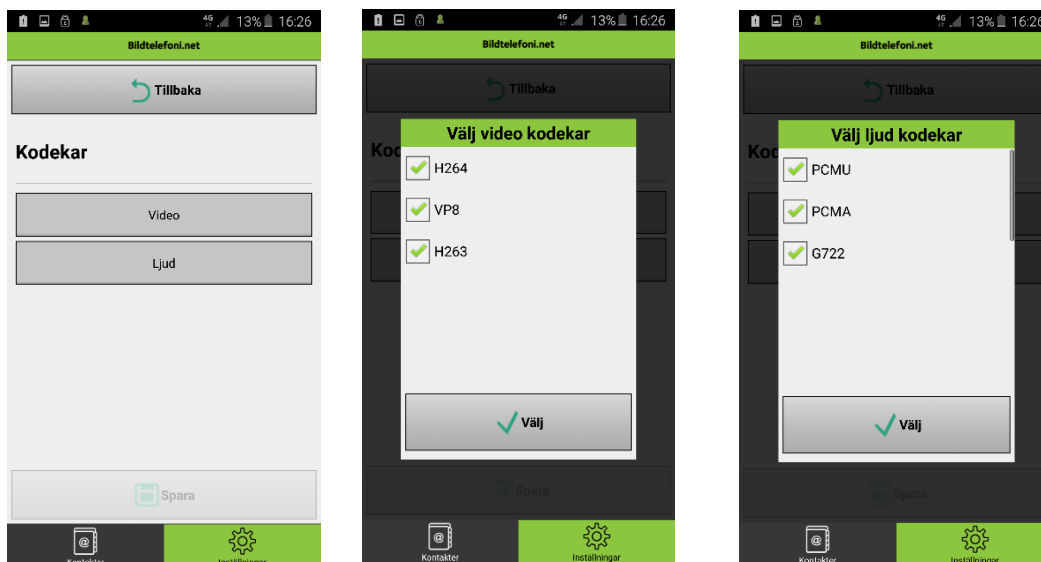 4G 13% 16:26
Bildtelefoni.net
Tillbaka
Kodekar
Video
Ljud
Spara
Kontakter
Inställningar
4G 13% 16:26
Bildtelefoni.net
Tillbaka
Kod
Välj video kodekar
H264
VP8
H263
Välj
Spara
Kontakter
Inställningar
4G 13% 16:26
Bildtelefoni.net
Tillbaka
Kod
Välj ljud kodekar
PCMU
PCMA
G722
Välj
Spara
Kontakter
Inställningar